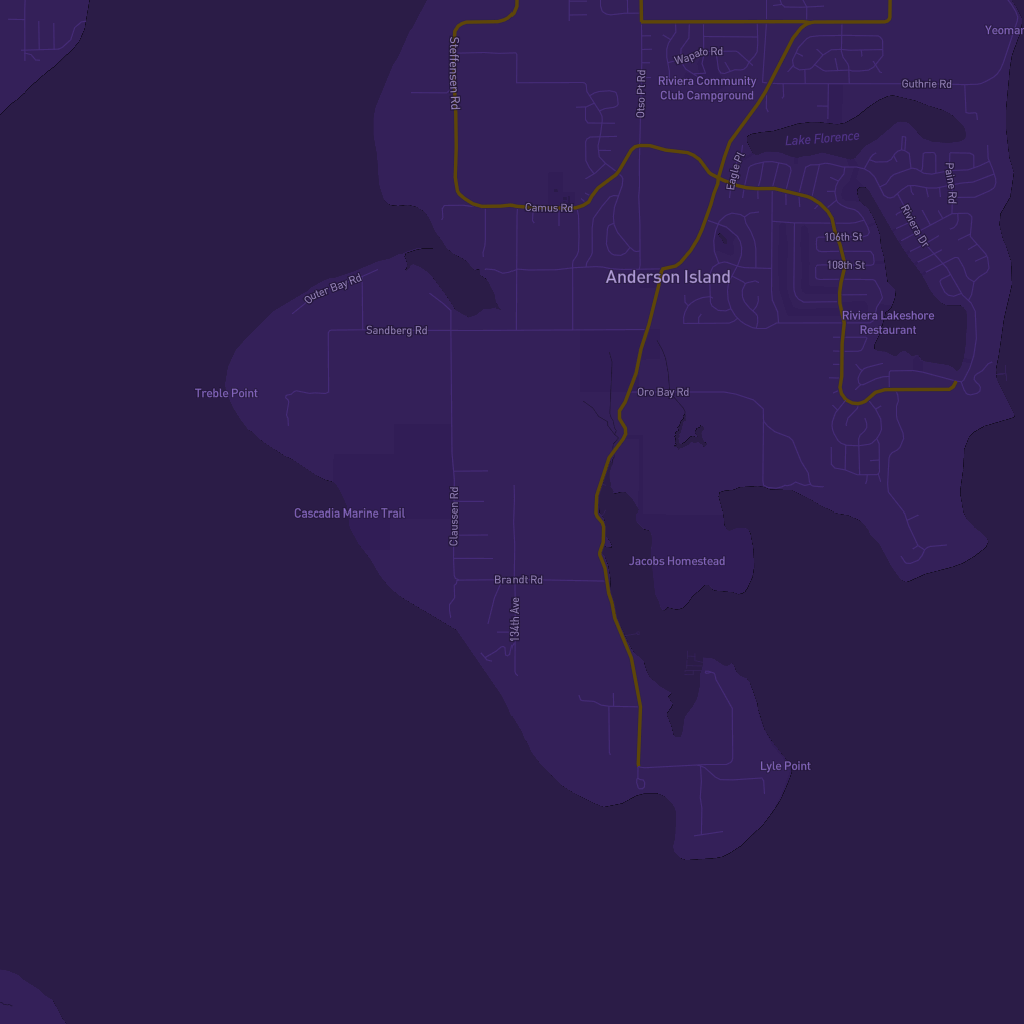 Yeomar
Steffensen Rd
Wapato Rd
Otso Pt Rd
Riviera Community
Club Campground
Guthrie Rd
Lake Florence
Eagle Pl
Paine Rd
Camus Rd
Riviera Dr
106th St
108th St
Anderson Island
Outer Bay Rd
Riviera Lakeshore
Restaurant
Sandberg Rd
Treble Point
Oro Bay Rd
Claussen Rd
Cascadia Marine Trail
Jacobs Homestead
Brandt Rd
134th Ave
Lyle Point